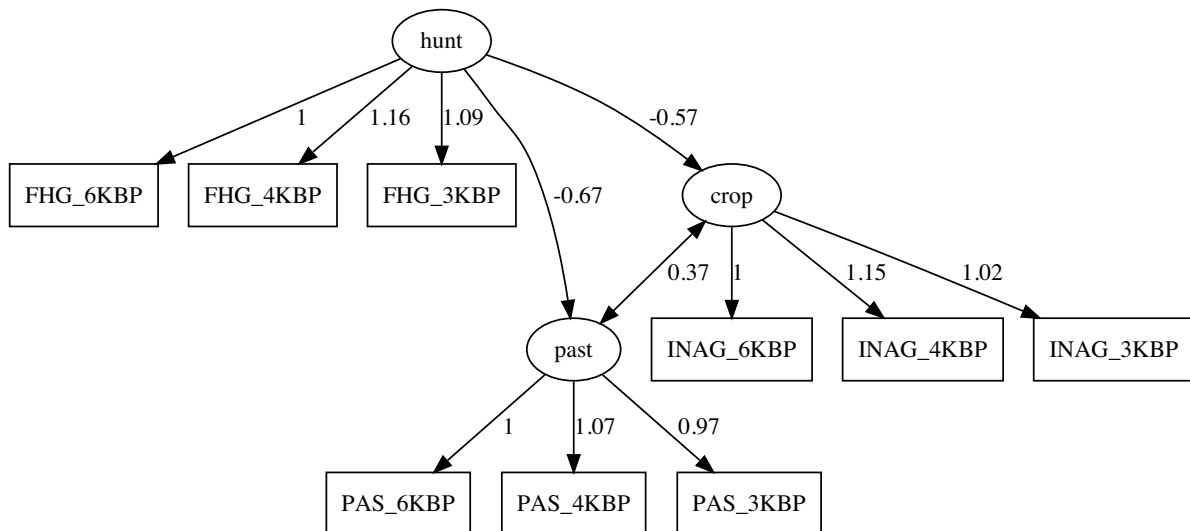 hunt
1
1.16
1.09
-0.57
FHG_6KBP
FHG_4KBP
FHG_3KBP
-0.67
crop
0.37
1
1.15
1.02
past
INAG_6KBP
INAG_4KBP
INAG_3KBP
1
1.07
0.97
PAS_6KBP
PAS_4KBP
PAS_3KBP